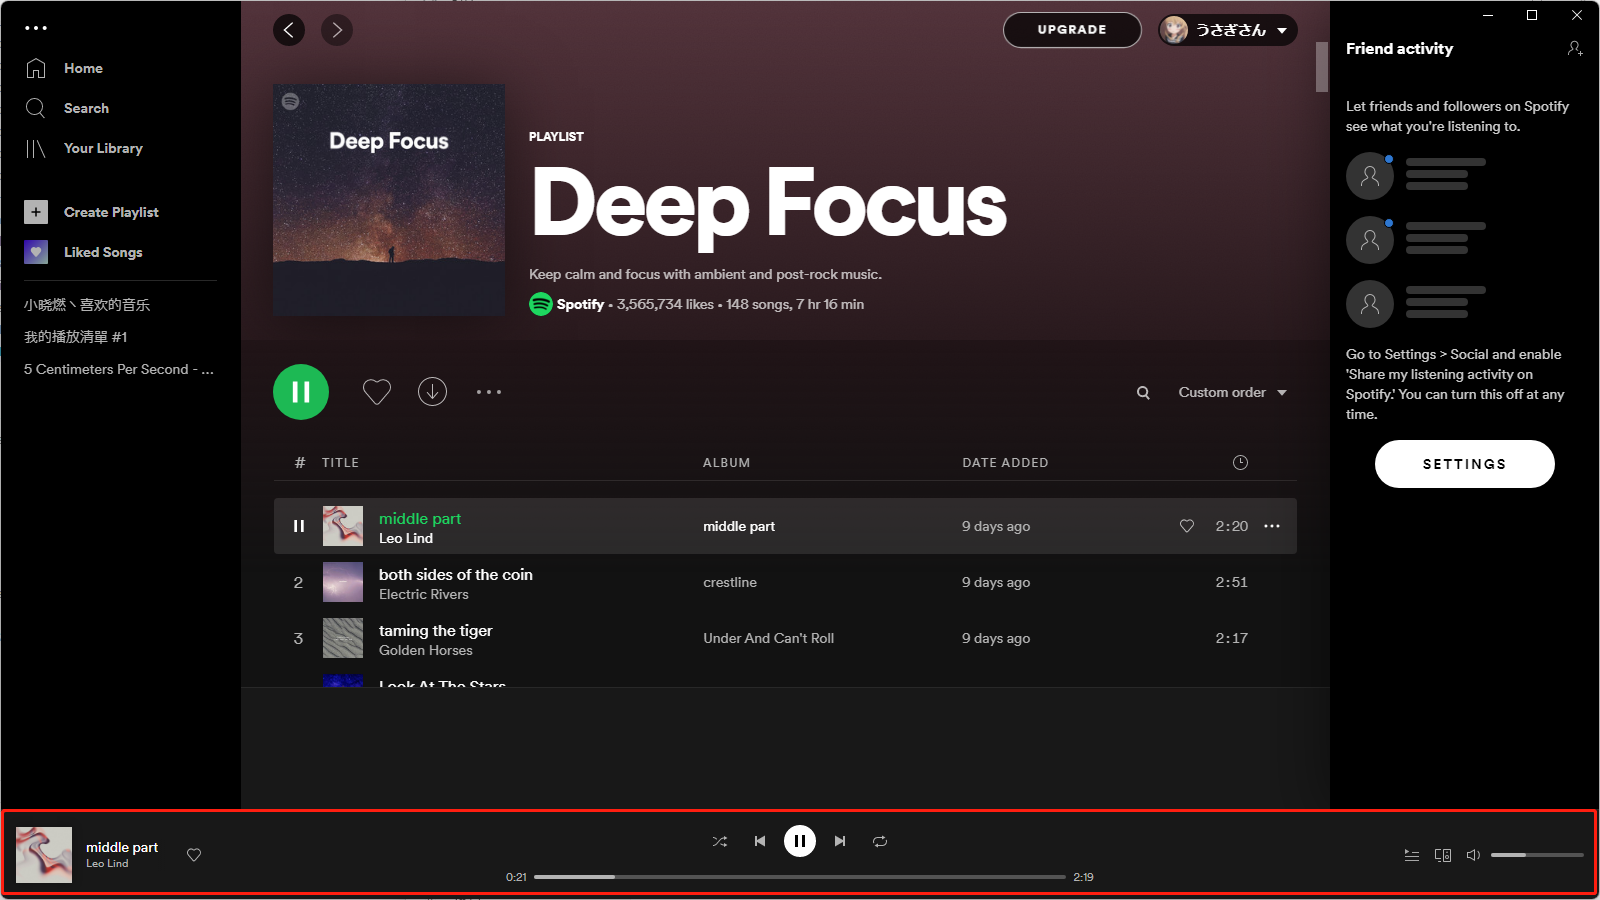 Home
Search
Your Library
Create Playlist
Liked Songs
小晓燃丶喜欢的音乐
我的播放清單 #1
5 Centimeters Per Second - ...
UPGRADE
うさぎさん
Deep Focus
PLAYLIST
Deep Focus
Keep calm and focus with ambient and post-rock music.
Spotify • 3,565,734 likes • 148 songs, 7 hr 16 min
Custom order
# TITLE ALBUM DATE ADDED
middle part
Leo Lind
middle part
9 days ago
2:20
2
both sides of the coin
Electric Rivers
crestline
9 days ago
2:51
3
taming the tiger
Golden Horses
Under And Can't Roll
9 days ago
2:17
Look At The Stars
Friend activity
Let friends and followers on Spotify
see what you're listening to.
Go to Settings > Social and enable
'Share my listening activity on
Spotify.' You can turn this off at any
time.
SETTINGS
middle part
Leo Lind
0:21
2:19